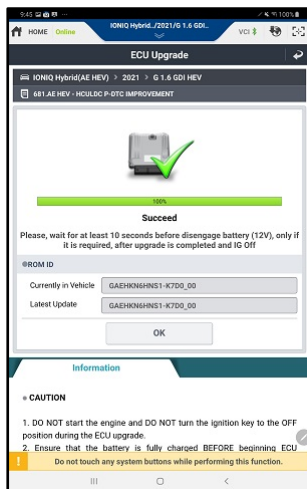 9:45
100%
HOME Online
IONIQ Hybrid../2021/G 1.6 GDI..
VCI
ECU Upgrade
IONIQ Hybrid(AE HEV) > 2021 > G 1.6 GDI HEV
681.AE HEV - HCULDC P-DTC IMPROVEMENT
100%
Succeed
Please, wait for at least 10 seconds before disengage battery (12V), only if
it is required, after upgrade is completed and IG Off
ROM ID
Currently in Vehicle GAEHKN6HNS1-K7D0_00
Latest Update GAEHKN6HNS1-K7D0_00
OK
Information
CAUTION
1. DO NOT start the engine and DO NOT turn the ignition key to the OFF
position during the ECU upgrade.
2. Ensure that the battery is fully charged BEFORE beginning ECU
! Do not touch any system buttons while performing this function.